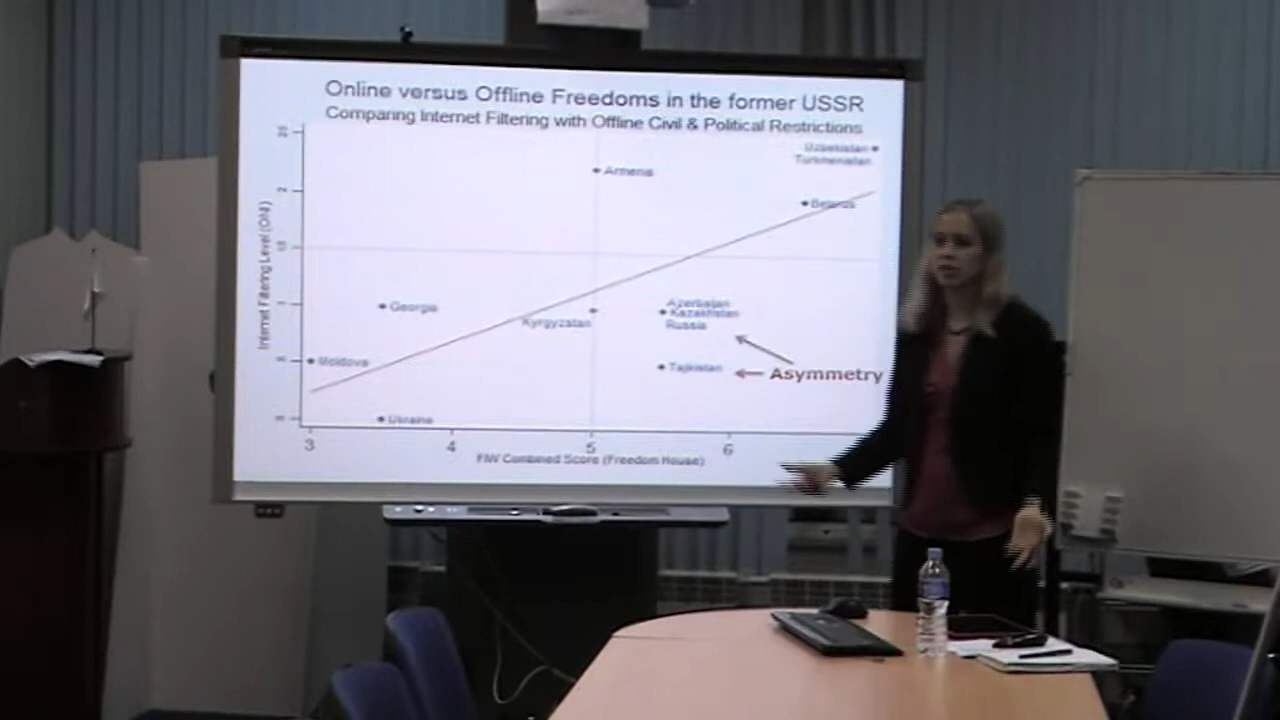 Online versus Offline Freedoms in the former USSR
Comparing Internet Filtering with Offline Civil & Political Restrictions
Uzbekistan
Turkmenistan
Armenia
2
Belarus
Internet Filtering Level (ONI)
Georgia
Azerbaijan
Kazakhstan
Kyrgyzstan
Russia
Moldova
Tajikistan
Asymmetry
Ukraine
3 4 5 6
FIW Combined Score (Freedom House)